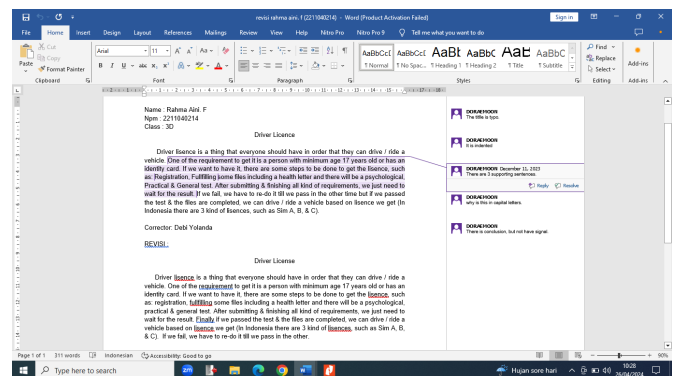 revisi rahma aini. f (2211040214) - Word (Product Activation Failed)
Sign in
File Home Insert Design Layout References Mailings Review View Help Nitro Pro Nitro Pro 9 Tell me what you want to do
Cut
Copy
Format Painter
Paste
Clipboard
Arial 11
Font
Paragraph
AaBbCcI AaBbCcI AaBb AaBbC AaB AaBbC
¶ Normal ¶ No Spac... ¶ Heading 1 ¶ Heading 2 ¶ Title ¶ Subtitle
Styles
Find
Replace
Select
Editing
Add-ins
Add-ins
Name : Rahma Aini. F
Npm : 2211040214
Class : 3D
Driver Licence
Driver lisence is a thing that everyone should have in order that they can drive / ride a
vehicle. One of the requirement to get it is a person with minimum age 17 years old or has an
identity card. If we want to have it, there are some steps to be done to get the lisence, such
as: Registration, Fullfilling some files including a health letter and there will be a psychological,
Practical & General test. After submitting & finishing all kind of requirements, we just need to
wait for the result. If we fail, we have to re-do it till we pass in the other time but if we passed
the test & the files are completed, we can drive / ride a vehicle based on lisence we get (In
Indonesia there are 3 kind of lisences, such as Sim A, B, & C).
Corrector: Debi Yolanda
REVISI :
Driver License
Driver lisence is a thing that everyone should have in order that they can drive / ride a
vehicle. One of the requirement to get it is a person with minimum age 17 years old or has an
identity card. If we want to have it, there are some steps to be done to get the lisence, such
as: registration, fullfilling some files including a health letter and there will be a psychological,
practical & general test. After submitting & finishing all kind of requirements, we just need to
wait for the result. Finally if we passed the test & the files are completed, we can drive / ride a
vehicle based on lisence we get (In Indonesia there are 3 kind of lisences, such as Sim A, B,
& C). If we fail, we have to re-do it till we pass in the other.
DORAEMOON
The title is typo.
DORAEMOON
It is indented
DORAEMOON December 11, 2023
There are 3 supporting sentences.
Reply Resolve
DORAEMOON
why is this in capital letters.
DORAEMOON
There is conclusion, but not have signal.
Page 1 of 1 311 words Indonesian Accessibility: Good to go
90%
Type here to search
zm
Hujan sore hari
10:28
26/04/2024